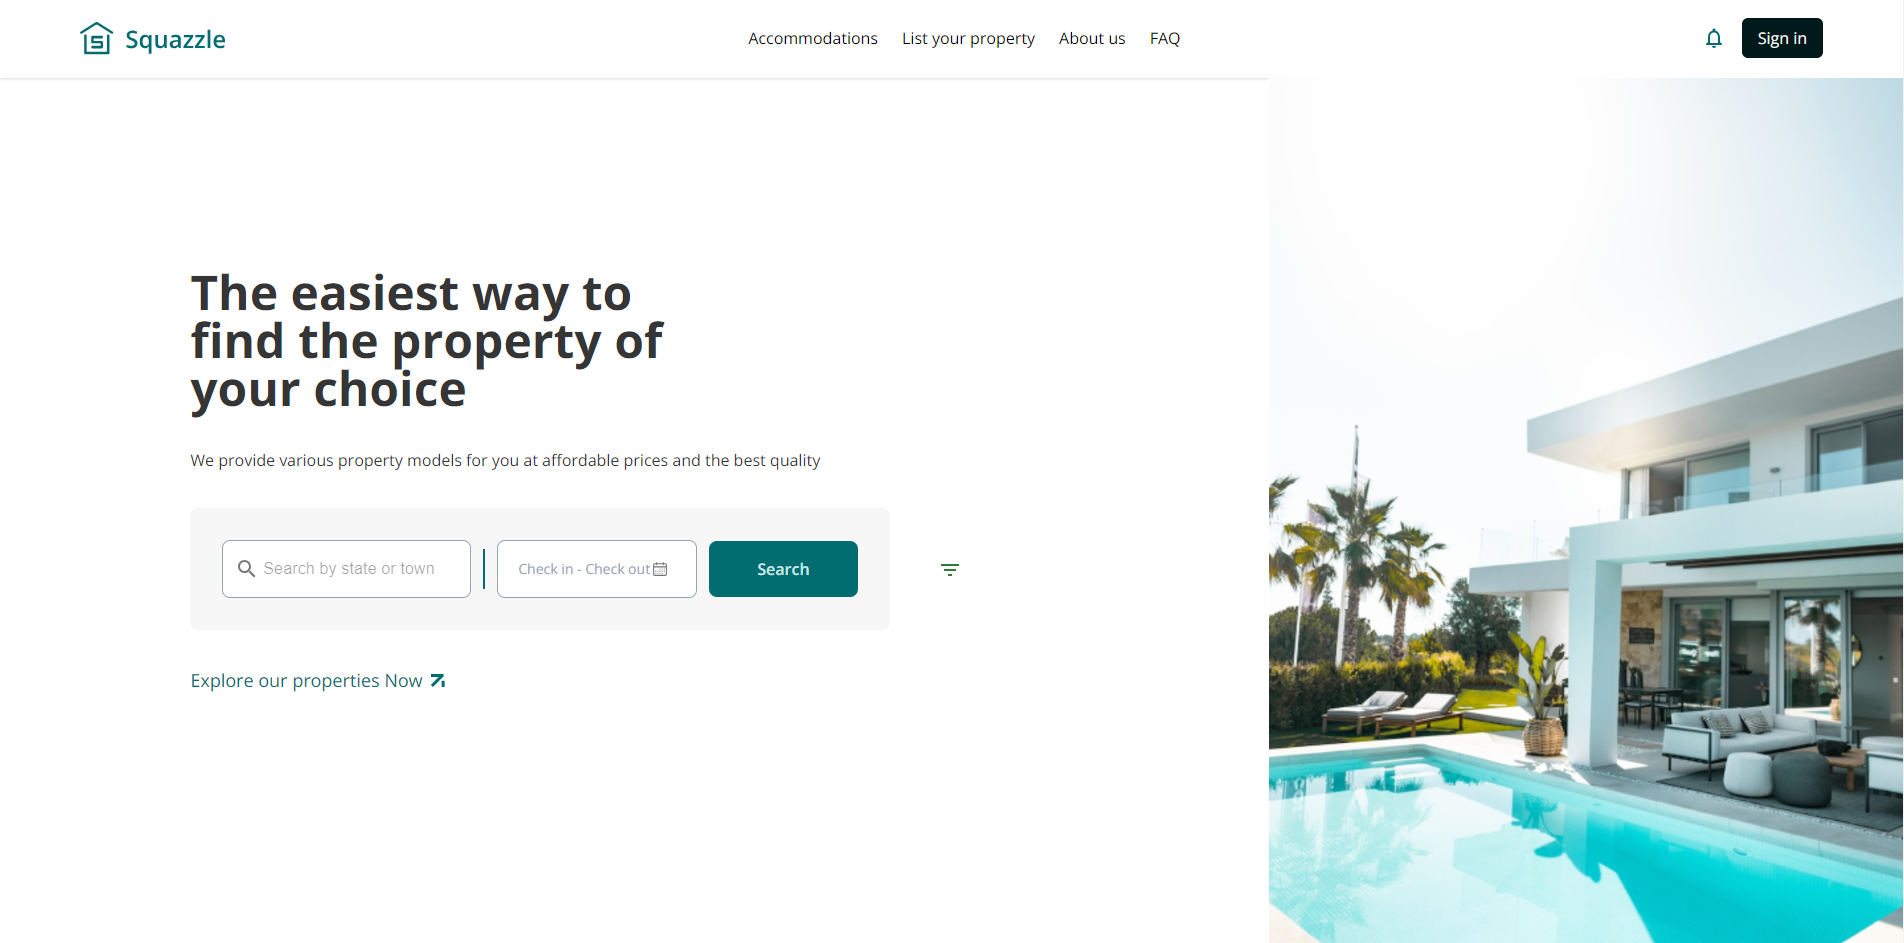 Squazzle
Accommodations List your property About us FAQ
Sign in
The easiest way to
find the property of
your choice
We provide various property models for you at affordable prices and the best quality
Search by state or town
Check in - Check out
Search
Explore our properties Now